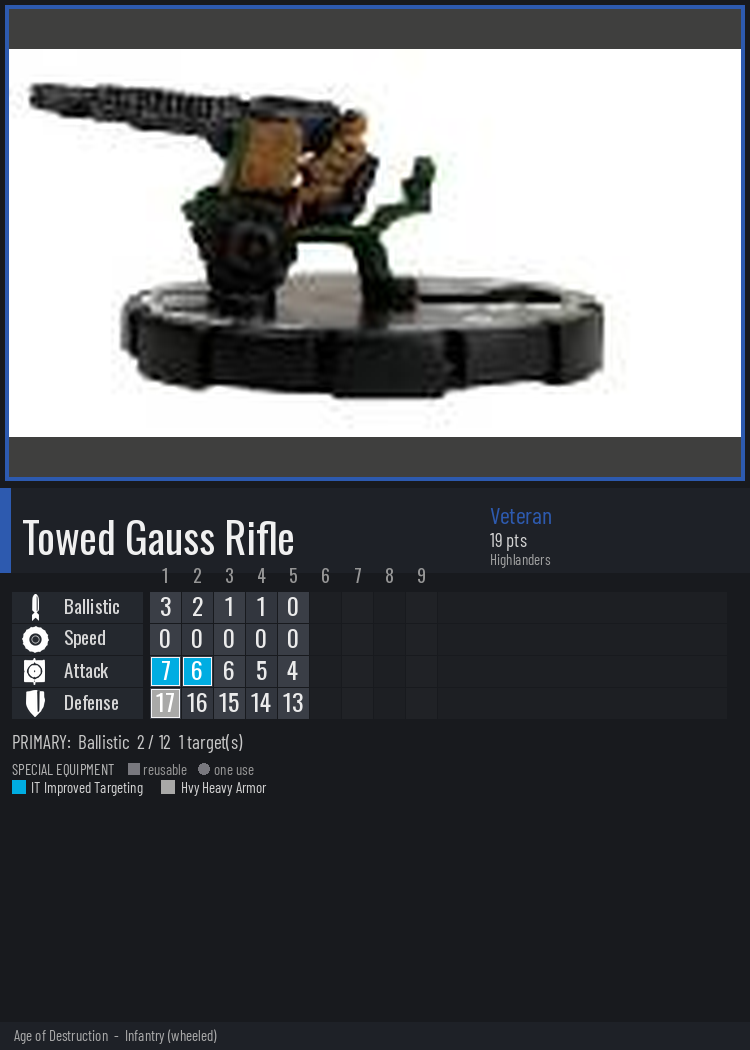 Towed Gauss Rifle
Veteran
19 pts
Highlanders
1 2 3 4 5 6 7 8 9
Ballistic 3 2 1 1 0
Speed 0 0 0 0 0
Attack 7 6 6 5 4
Defense 17 16 15 14 13
PRIMARY: Ballistic 2 / 12 1 target(s)
SPECIAL EQUIPMENT reusable one use
IT Improved Targeting Hvy Heavy Armor
Age of Destruction - Infantry (wheeled)